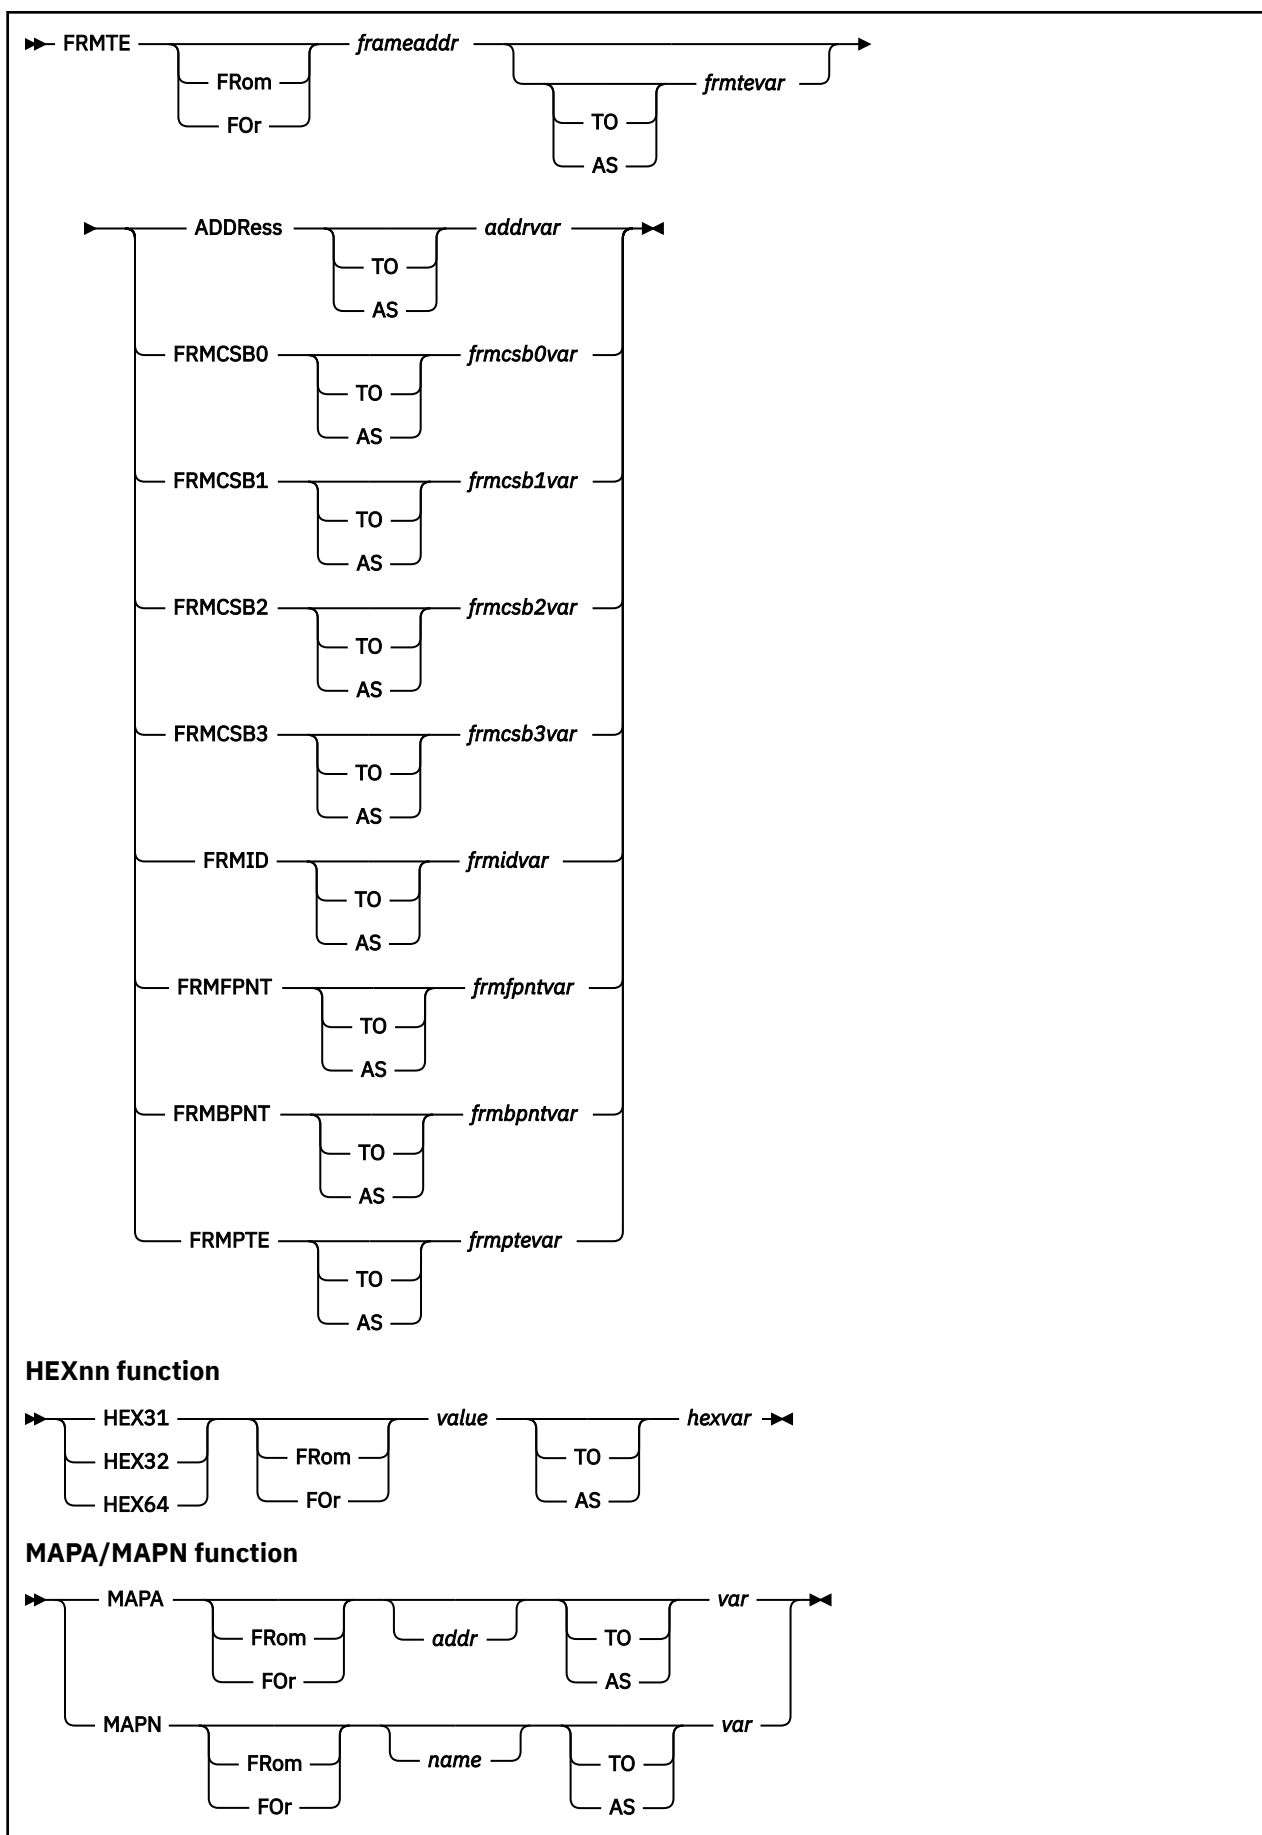 FRMTE frameaddr
FRom frmtevar
FOr TO
AS
ADDRess addrvar
TO
AS
FRMCSB0 frmcsb0var
TO
AS
FRMCSB1 frmcsb1var
TO
AS
FRMCSB2 frmcsb2var
TO
AS
FRMCSB3 frmcsb3var
TO
AS
FRMID frmidvar
TO
AS
FRMFPNT frmfpntvar
TO
AS
FRMBPNT frmbpntvar
TO
AS
FRMPTE frmptevar
TO
AS
HEXnn function
HEX31 value hexvar
HEX32 FRom TO
HEX64 FOr AS
MAPA/MAPN function
MAPA var
FRom addr TO
FOr AS
MAPN var
FRom name TO
FOr AS